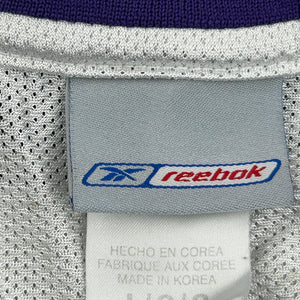 Reebok
HECHO EN COREA
FABRIQUE AUX COREE
MADE IN KOREA